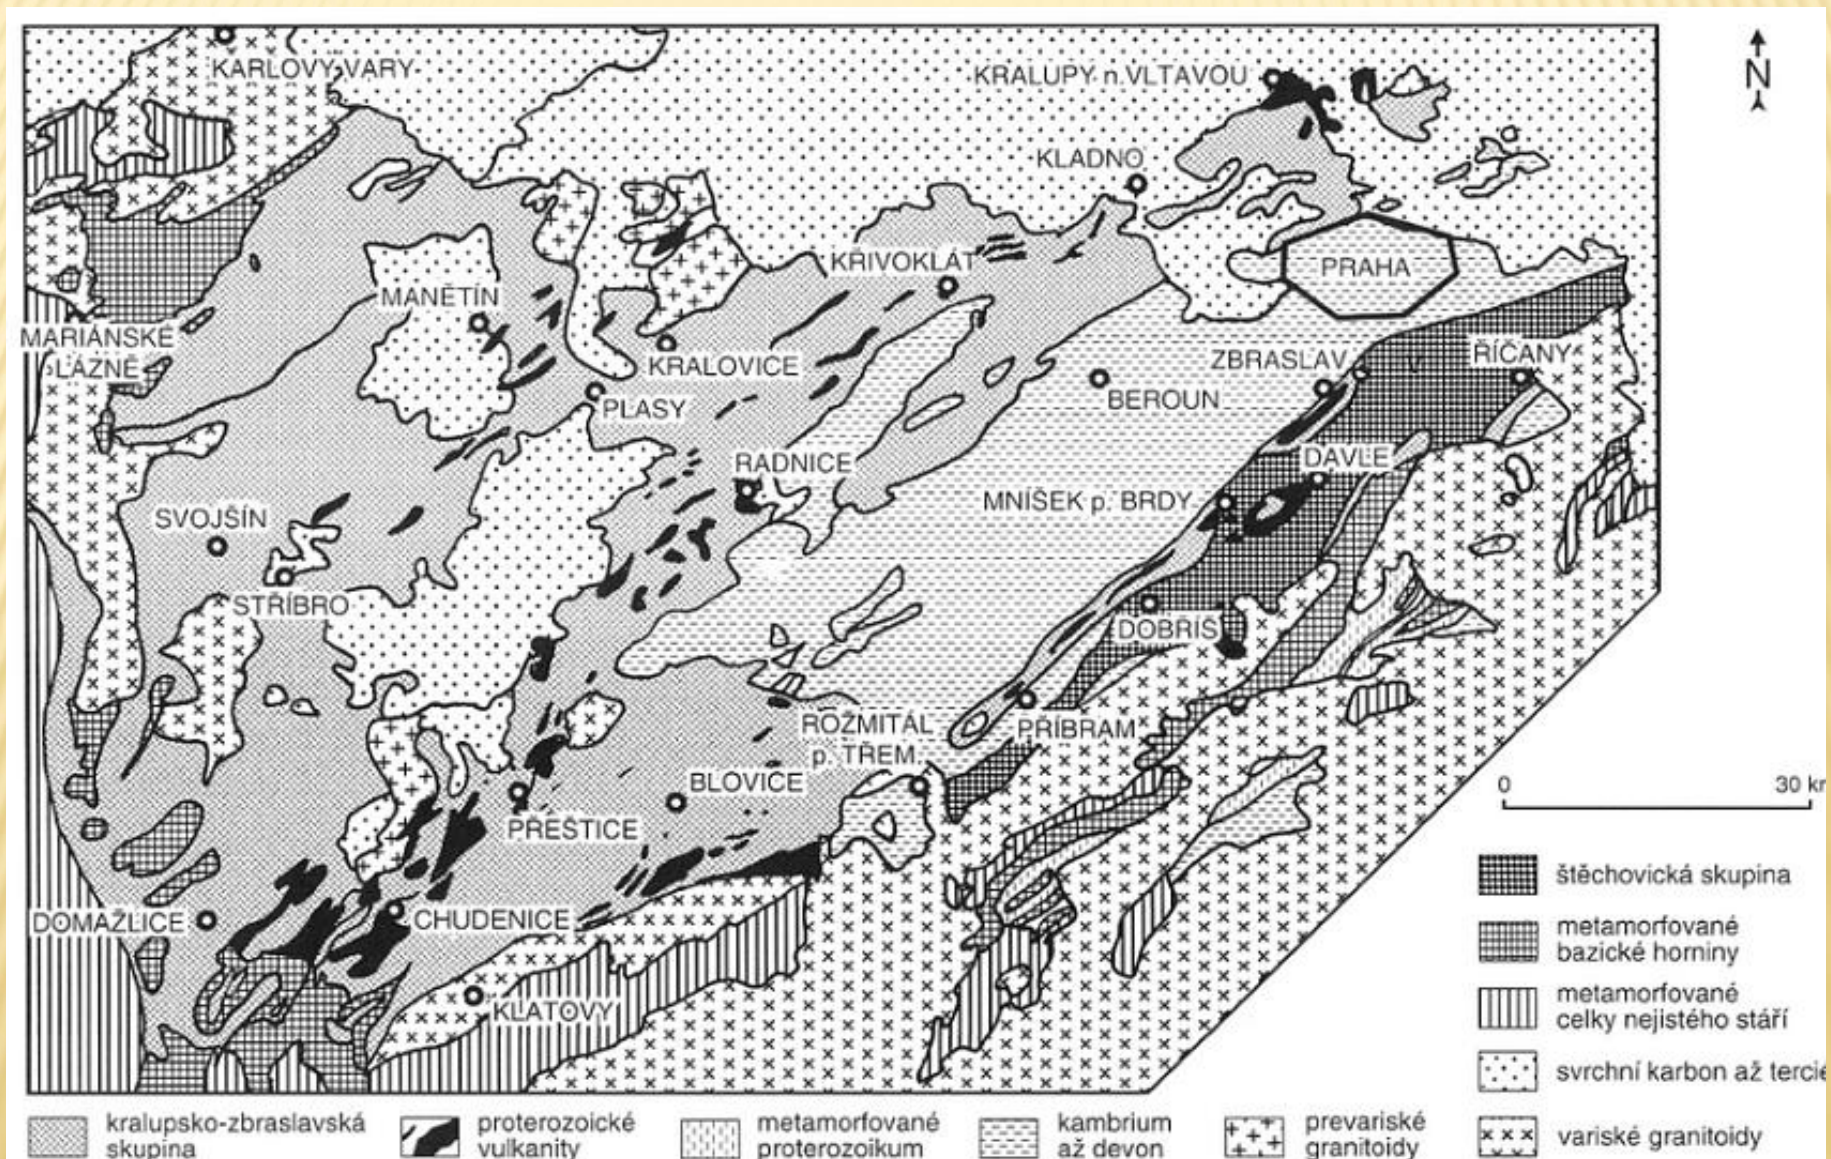 KARLOVY VARY
KRALUPY n.VLTAVOU
N
KLADNO
KŘIVOKLÁT
PRAHA
MANĚTÍN
MARIÁNSKÉ
LÁZNĚ
KRALOVICE
ZBRASLAV
ŘÍČANY
PLASY
BEROUN
RADNICE
DAVLE
MNÍŠEK p. BRDY
SVOJŠÍN
STŘÍBRO
DOBŘÍŠ
ROŽMITÁL
p. TŘEM.
PŘÍBRAM
BLOVICE
PŘEŠTICE
0 30 km
DOMAŽLICE
CHUDENICE
KLATOVY
štěchovická skupina
metamorfované
bazické horniny
metamorfované
celky nejistého stáří
svrchní karbon až tercié
variské granitoidy
kralupsko-zbraslavská
skupina
proterozoické
vulkanity
metamorfované
proterozoikum
kambrium
až devon
prevariské
granitoidy